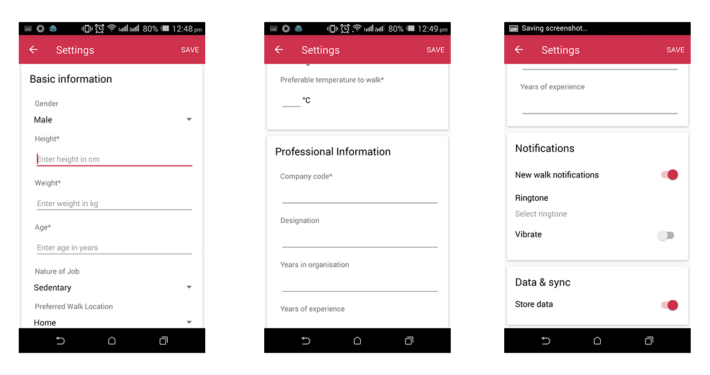 80% 12:48 pm
Settings SAVE
Basic information
Gender
Male
Height*
Enter height in cm
Weight*
Enter weight in kg
Age*
Enter age in years
Nature of Job
Sedentary
Preferred Walk Location
Home
80% 12:49 pm
Settings SAVE
Preferable temperature to walk*
°C
Professional Information
Company code*
Designation
Years in organisation
Years of experience
Saving screenshot...
Settings SAVE
Years of experience
Notifications
New walk notifications
Ringtone
Select ringtone
Vibrate
Data & sync
Store data